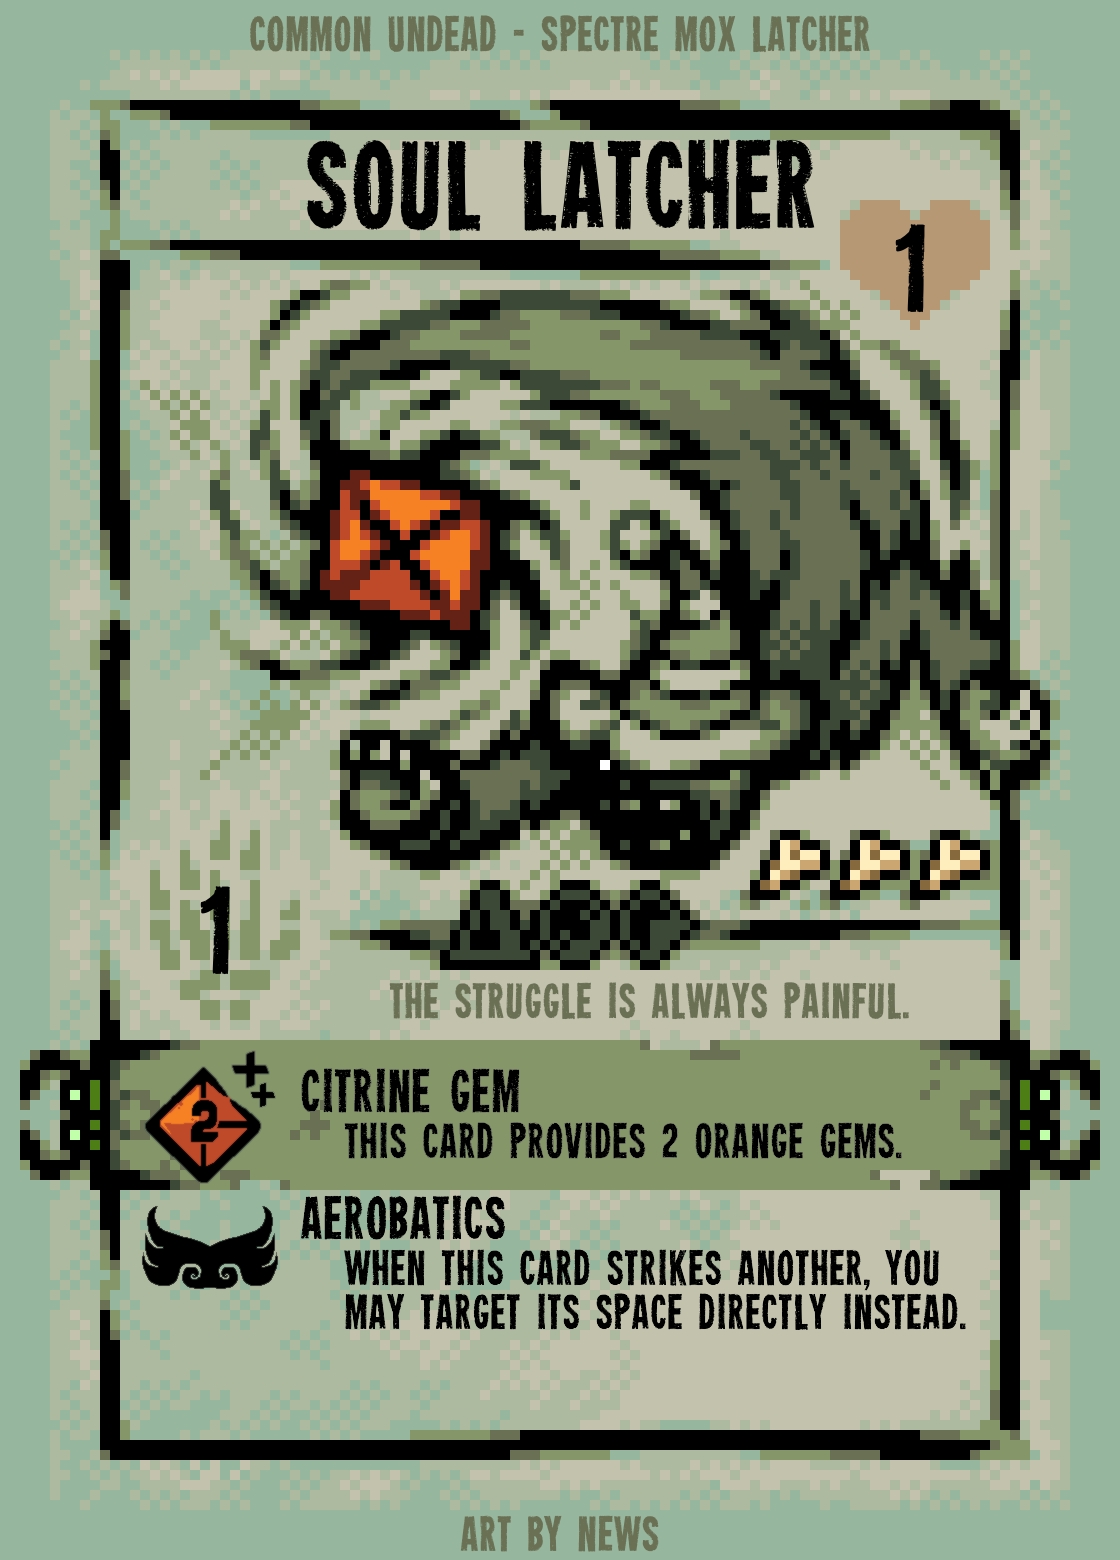 COMMON UNDEAD - SPECTRE MOX LATCHER
SOUL LATCHER
1
1
THE STRUGGLE IS ALWAYS PAINFUL.
2
CITRINE GEM
THIS CARD PROVIDES 2 ORANGE GEMS.
AEROBATICS
WHEN THIS CARD STRIKES ANOTHER, YOU
MAY TARGET ITS SPACE DIRECTLY INSTEAD.
ART BY NEWS